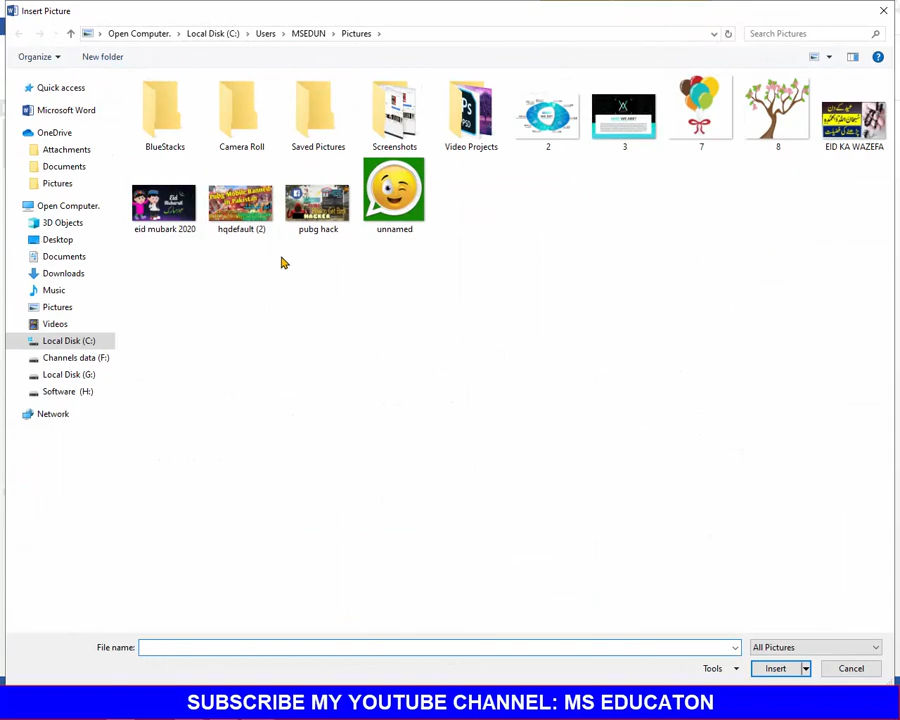 Insert Picture
Open Computer. > Local Disk (C:) > Users > MSEDUN > Pictures >
Search Pictures
Organize
New folder
Quick access
Microsoft Word
OneDrive
Attachments
Documents
Pictures
Open Computer.
3D Objects
Desktop
Documents
Downloads
Music
Pictures
Videos
Local Disk (C:)
Channels data (F:)
Local Disk (G:)
Software (H:)
Network
BlueStacks
Camera Roll
Saved Pictures
Screenshots
Video Projects
2
3
7
8
EID KA WAZEFA
eid mubark 2020
hqdefault (2)
pubg hack
unnamed
File name:
All Pictures
Tools
Insert
Cancel
SUBSCRIBE MY YOUTUBE CHANNEL: MS EDUCATON